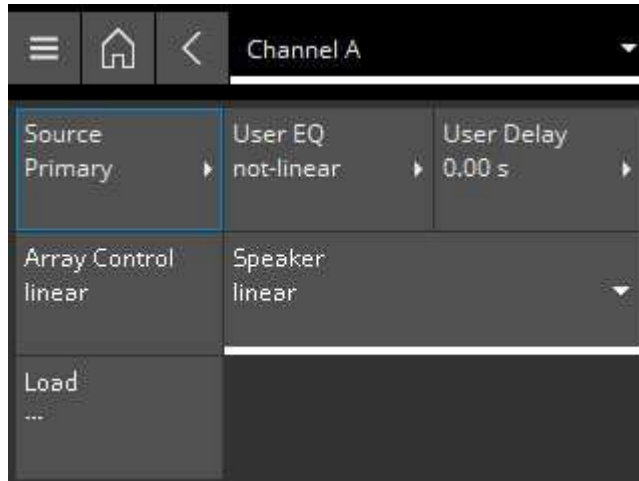 Channel A
Source
Primary
User EQ
not-linear
User Delay
0.00 s
Array Control
linear
Speaker
linear
Load
---